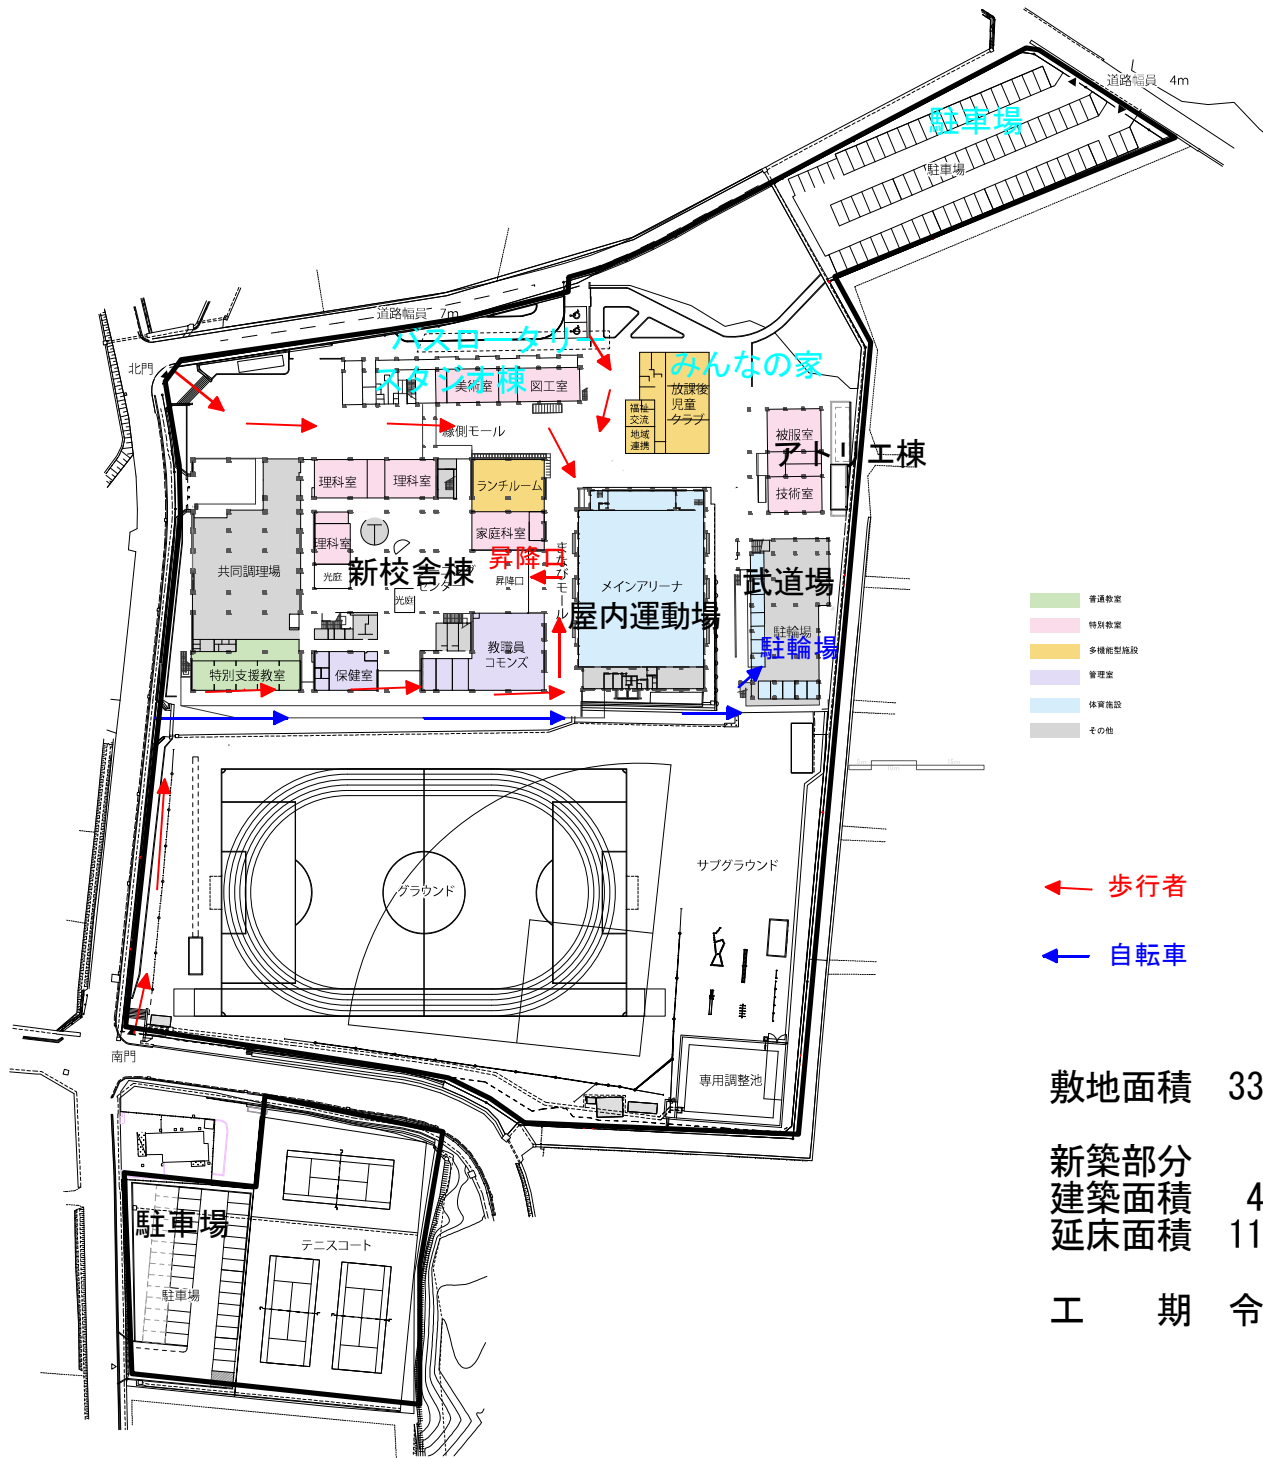 道路幅員 4m
駐車場
駐車場
道路幅員 7m
バスロータリー
北門
みんなの家
スタジオ棟
美術室
図工室
放課後
児童
クラブ
福祉
交流
地域
連携
縁側モール
被服室
アトリエ棟
技術室
理科室
理科室
ランチルーム
家庭科室
理科室
昇降口
まなびモール
共同調理場
光庭
新校舎棟
センター
昇降口
光庭
メインアリーナ
屋内運動場
武道場
駐輪場
駐輪場
教職員
コモンズ
特別支援教室
保健室
普通教室
特別教室
多機能型施設
管理室
体育施設
その他
サブグラウンド
グラウンド
歩行者
自転車
南門
専用調整池
敷地面積 33
新築部分
建築面積 4
延床面積 11
工 期 令
駐車場
テニスコート
駐車場